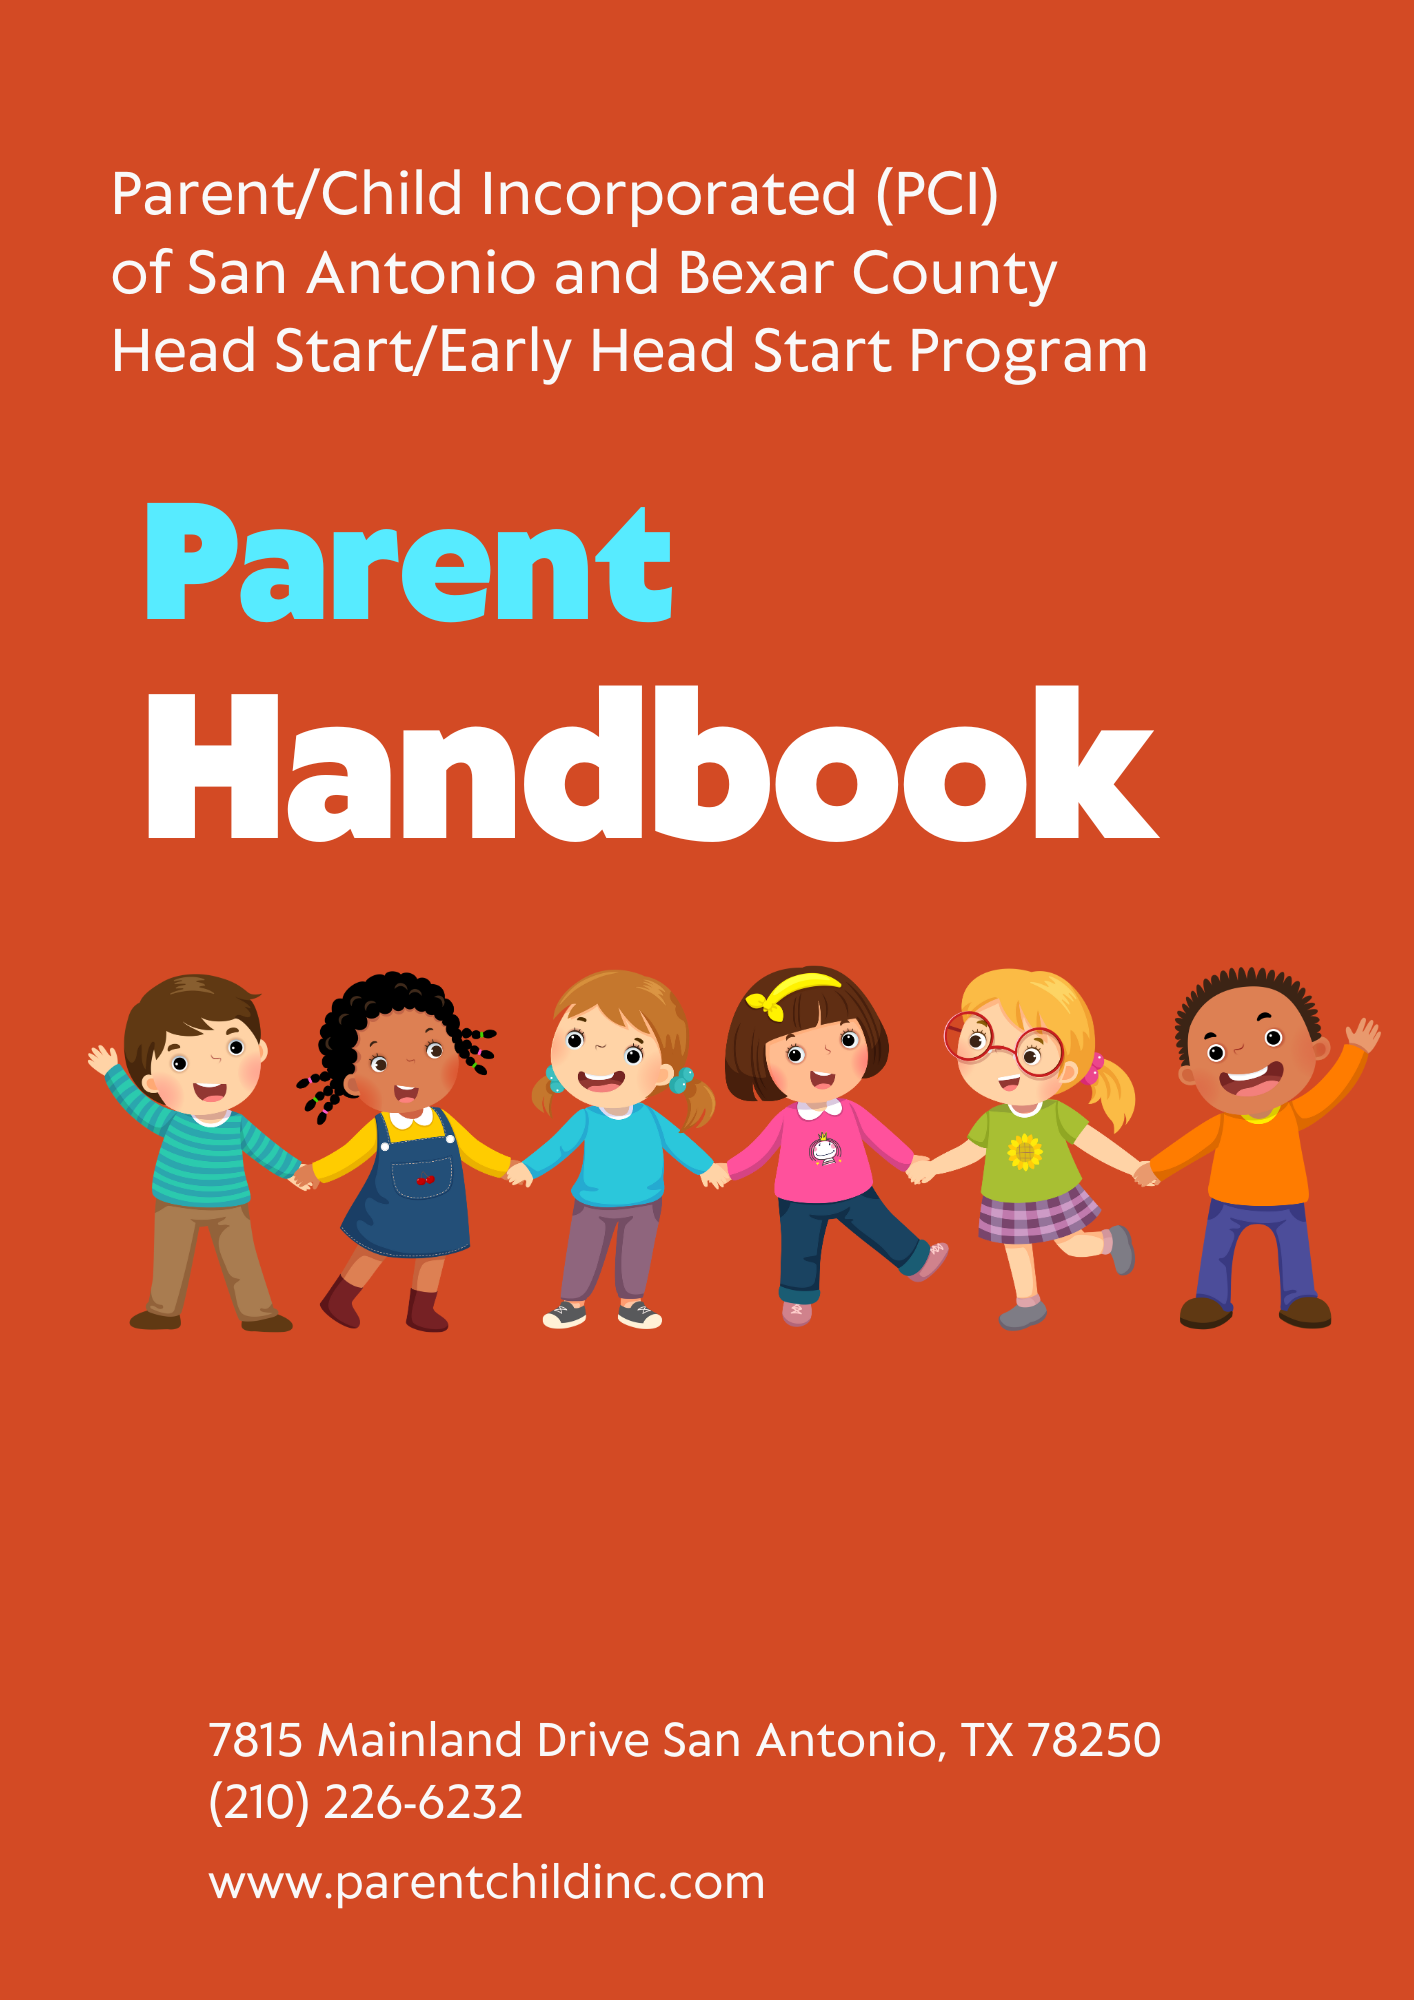 Parent/Child Incorporated (PCI)
of San Antonio and Bexar County
Head Start/Early Head Start Program
Parent
Handbook
7815 Mainland Drive San Antonio, TX 78250
(210) 226-6232
www.parentchildinc.com